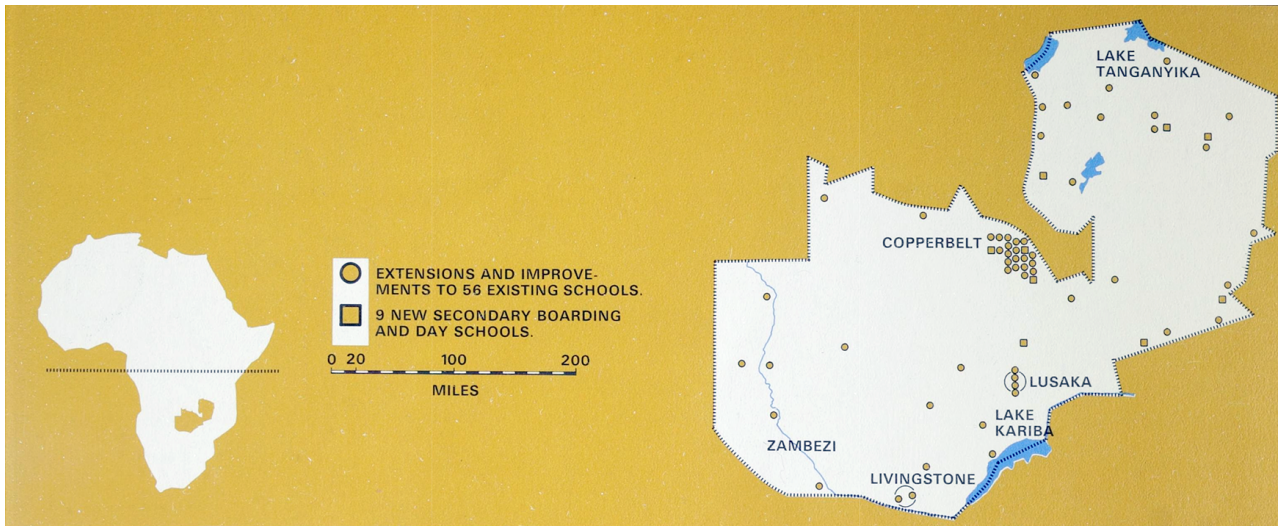 LAKE
TANGANYIKA
COPPERBELT
EXTENSIONS AND IMPROVE-
MENTS TO 56 EXISTING SCHOOLS.
9 NEW SECONDARY BOARDING
AND DAY SCHOOLS.
0 20 100 200
MILES
LUSAKA
LAKE
KARIBA
ZAMBEZI
LIVINGSTONE